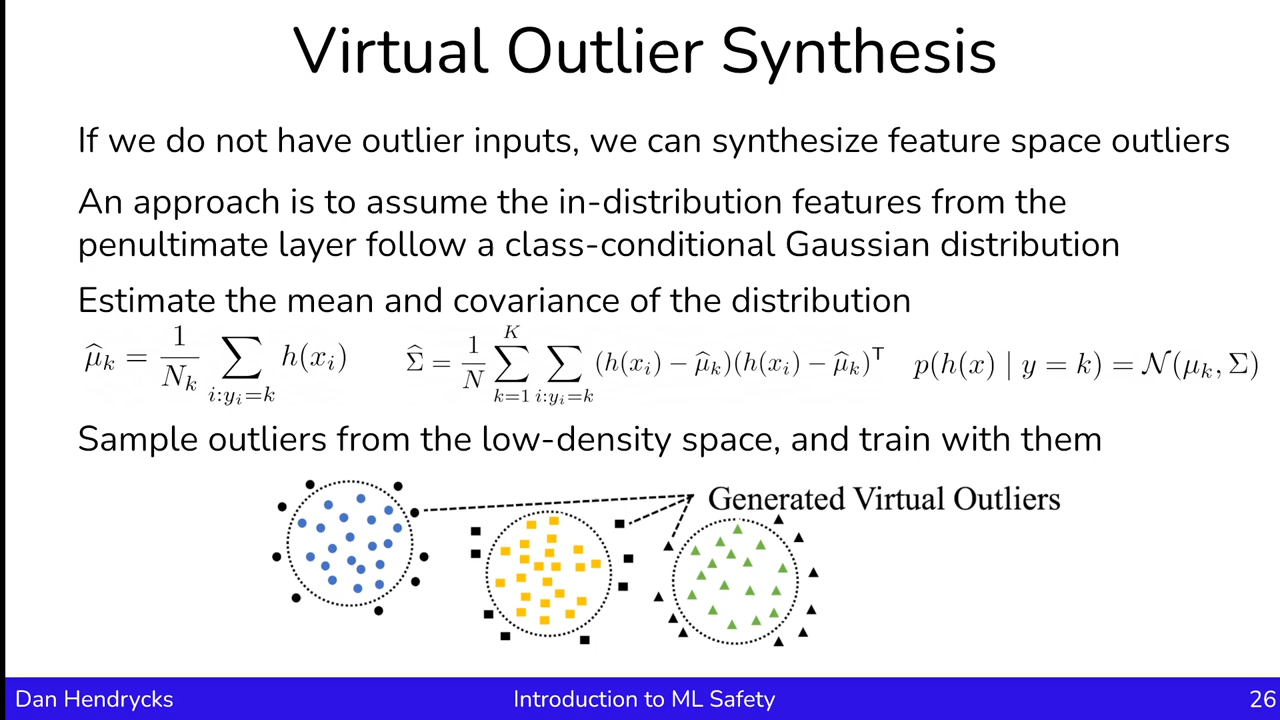 Virtual Outlier Synthesis
If we do not have outlier inputs, we can synthesize feature space outliers
An approach is to assume the in-distribution features from the
penultimate layer follow a class-conditional Gaussian distribution
Estimate the mean and covariance of the distribution
$\widehat{\mu}_k = \frac{1}{N_k} \sum_{i:y_i=k} h(x_i)$ $\widehat{\Sigma} = \frac{1}{N} \sum_{k=1}^{K} \sum_{i:y_i=k} (h(x_i) - \widehat{\mu}_k)(h(x_i) - \widehat{\mu}_k)^\mathsf{T}$ $p(h(x) \mid y = k) = \mathcal{N}(\mu_k, \Sigma)$
Sample outliers from the low-density space, and train with them
Generated Virtual Outliers
Dan Hendrycks Introduction to ML Safety 26